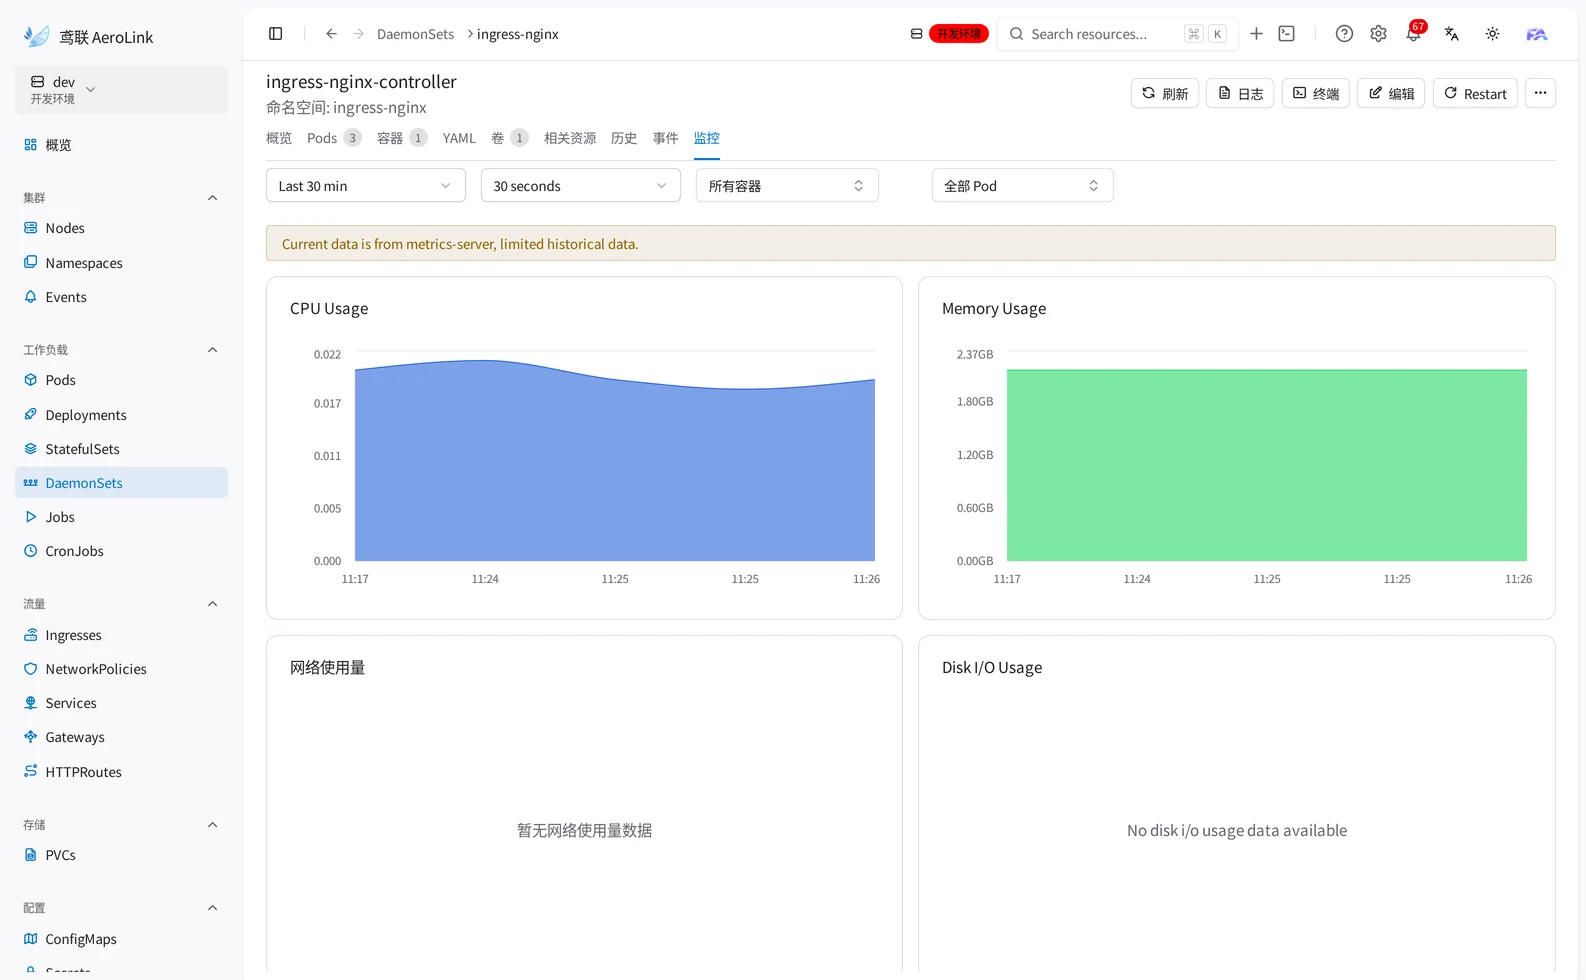 鸢联 AeroLink
dev
开发环境
概览
集群
Nodes
Namespaces
Events
工作负载
Pods
Deployments
StatefulSets
DaemonSets
Jobs
CronJobs
流量
Ingresses
NetworkPolicies
Services
Gateways
HTTPRoutes
存储
PVCs
配置
ConfigMaps
Secrets
DaemonSets
ingress-nginx
开发环境
Search resources...
⌘ K
67
ingress-nginx-controller
命名空间: ingress-nginx
刷新
日志
终端
编辑
Restart
概览
Pods 3
容器 1
YAML
卷 1
相关资源
历史
事件
监控
Last 30 min
30 seconds
所有容器
全部 Pod
Current data is from metrics-server, limited historical data.
CPU Usage
0.022
0.017
0.011
0.005
0.000
11:17
11:24
11:25
11:25
11:26
Memory Usage
2.37GB
1.80GB
1.20GB
0.60GB
0.00GB
11:17
11:24
11:25
11:25
11:26
网络使用量
暂无网络使用量数据
Disk I/O Usage
No disk i/o usage data available